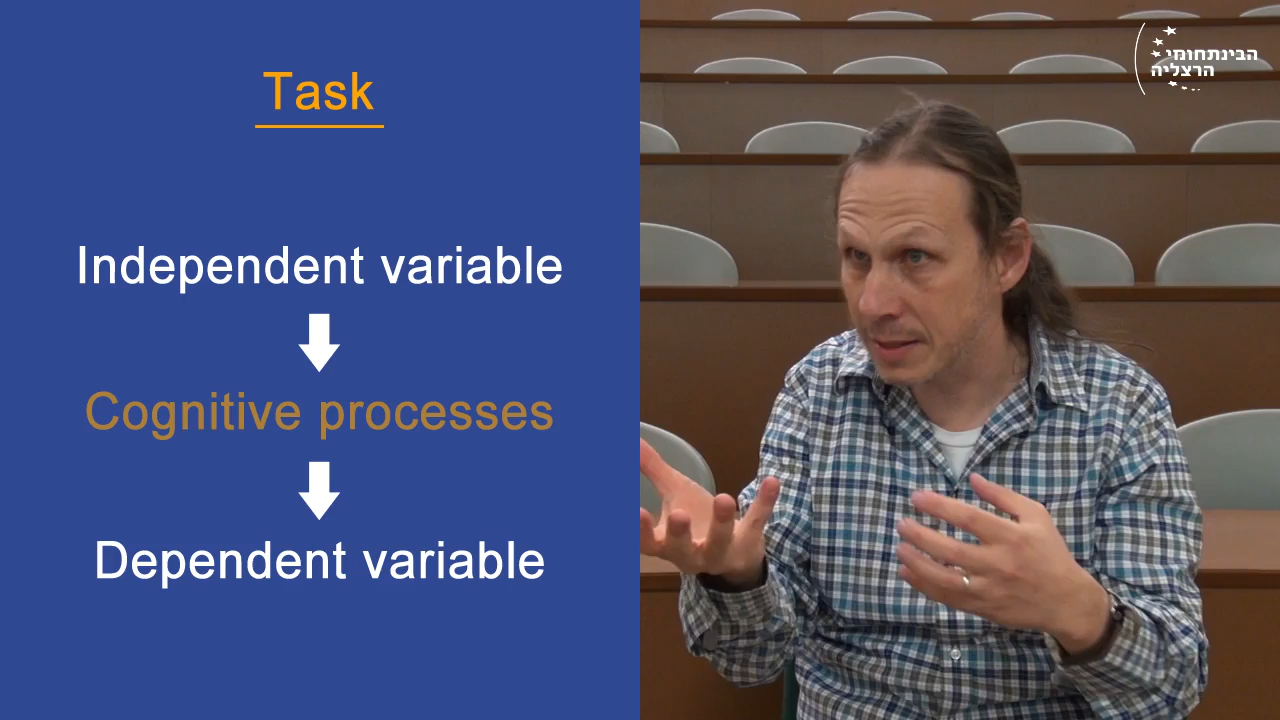 Task
Independent variable
Cognitive processes
Dependent variable
הבינתחומי
הרצליה